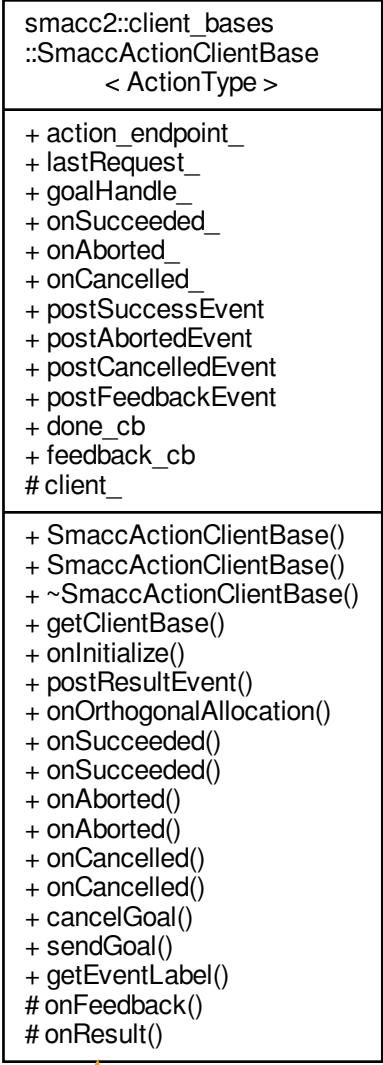 smacc2::client_bases
::SmaccActionClientBase
< ActionType >
+ action_endpoint_
+ lastRequest_
+ goalHandle_
+ onSucceeded_
+ onAborted_
+ onCancelled_
+ postSuccessEvent
+ postAbortedEvent
+ postCancelledEvent
+ postFeedbackEvent
+ done_cb
+ feedback_cb
# client_
+ SmaccActionClientBase()
+ SmaccActionClientBase()
+ ~SmaccActionClientBase()
+ getClientBase()
+ onInitialize()
+ postResultEvent()
+ onOrthogonalAllocation()
+ onSucceeded()
+ onSucceeded()
+ onAborted()
+ onAborted()
+ onCancelled()
+ onCancelled()
+ cancelGoal()
+ sendGoal()
+ getEventLabel()
# onFeedback()
# onResult()